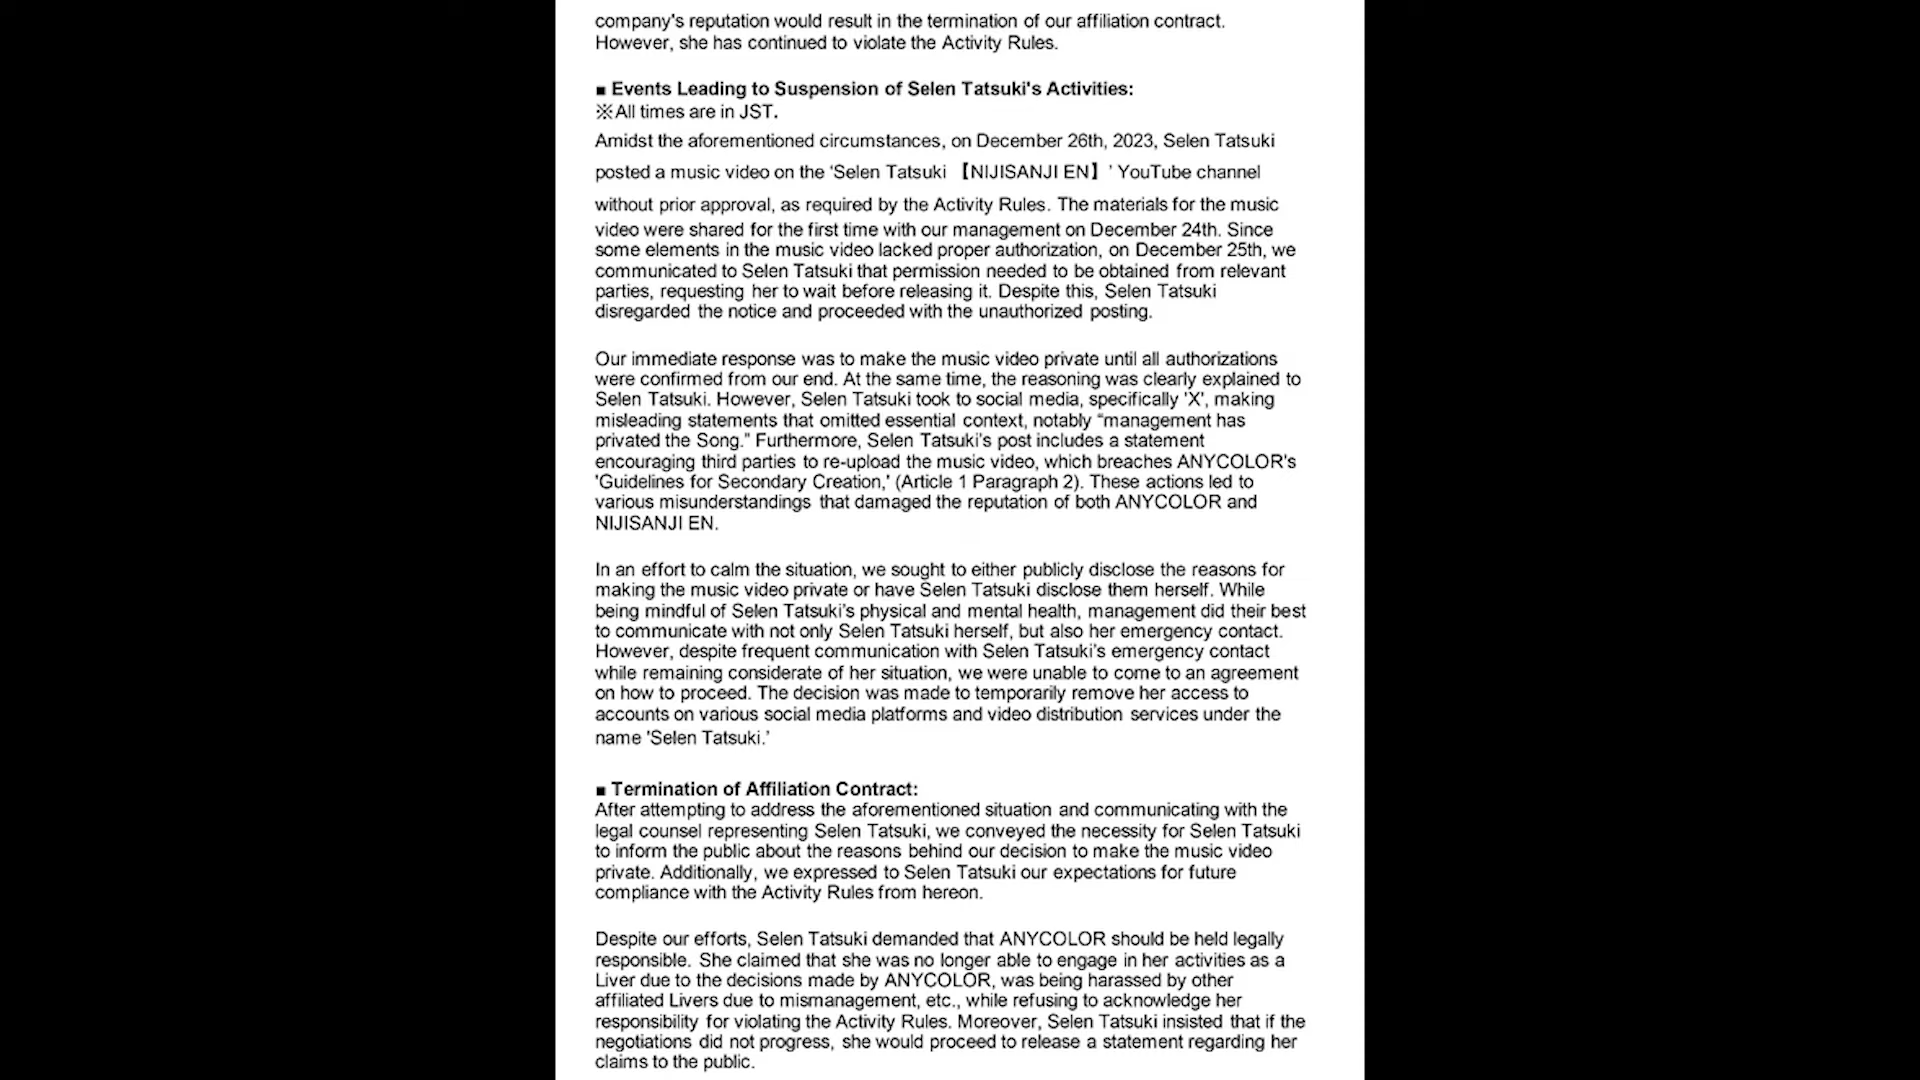 company's reputation would result in the termination of our affiliation contract.
However, she has continued to violate the Activity Rules.
■ Events Leading to Suspension of Selen Tatsuki's Activities:
※All times are in JST.
Amidst the aforementioned circumstances, on December 26th, 2023, Selen Tatsuki
posted a music video on the 'Selen Tatsuki 【NIJISANJI EN】' YouTube channel
without prior approval, as required by the Activity Rules. The materials for the music
video were shared for the first time with our management on December 24th. Since
some elements in the music video lacked proper authorization, on December 25th, we
communicated to Selen Tatsuki that permission needed to be obtained from relevant
parties, requesting her to wait before releasing it. Despite this, Selen Tatsuki
disregarded the notice and proceeded with the unauthorized posting.
Our immediate response was to make the music video private until all authorizations
were confirmed from our end. At the same time, the reasoning was clearly explained to
Selen Tatsuki. However, Selen Tatsuki took to social media, specifically 'X', making
misleading statements that omitted essential context, notably “management has
privated the Song.” Furthermore, Selen Tatsuki's post includes a statement
encouraging third parties to re-upload the music video, which breaches ANYCOLOR's
'Guidelines for Secondary Creation,' (Article 1 Paragraph 2). These actions led to
various misunderstandings that damaged the reputation of both ANYCOLOR and
NIJISANJI EN.
In an effort to calm the situation, we sought to either publicly disclose the reasons for
making the music video private or have Selen Tatsuki disclose them herself. While
being mindful of Selen Tatsuki's physical and mental health, management did their best
to communicate with not only Selen Tatsuki herself, but also her emergency contact.
However, despite frequent communication with Selen Tatsuki's emergency contact
while remaining considerate of her situation, we were unable to come to an agreement
on how to proceed. The decision was made to temporarily remove her access to
accounts on various social media platforms and video distribution services under the
name 'Selen Tatsuki.'
■ Termination of Affiliation Contract:
After attempting to address the aforementioned situation and communicating with the
legal counsel representing Selen Tatsuki, we conveyed the necessity for Selen Tatsuki
to inform the public about the reasons behind our decision to make the music video
private. Additionally, we expressed to Selen Tatsuki our expectations for future
compliance with the Activity Rules from hereon.
Despite our efforts, Selen Tatsuki demanded that ANYCOLOR should be held legally
responsible. She claimed that she was no longer able to engage in her activities as a
Liver due to the decisions made by ANYCOLOR, was being harassed by other
affiliated Livers due to mismanagement, etc., while refusing to acknowledge her
responsibility for violating the Activity Rules. Moreover, Selen Tatsuki insisted that if the
negotiations did not progress, she would proceed to release a statement regarding her
claims to the public.